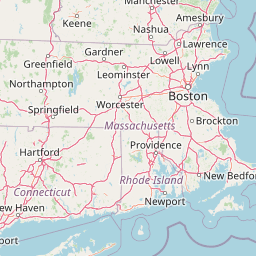 Manchester
Amesbury
Keene
Nashua
Lawrence
Gardner
Lowell
Greenfield
Lynn
Leominster
Northampton
Boston
Worcester
Springfield
Brockton
Massachusetts
Hartford
Providence
Rhode Island
New Bedford
Connecticut
Newport
New Haven
port